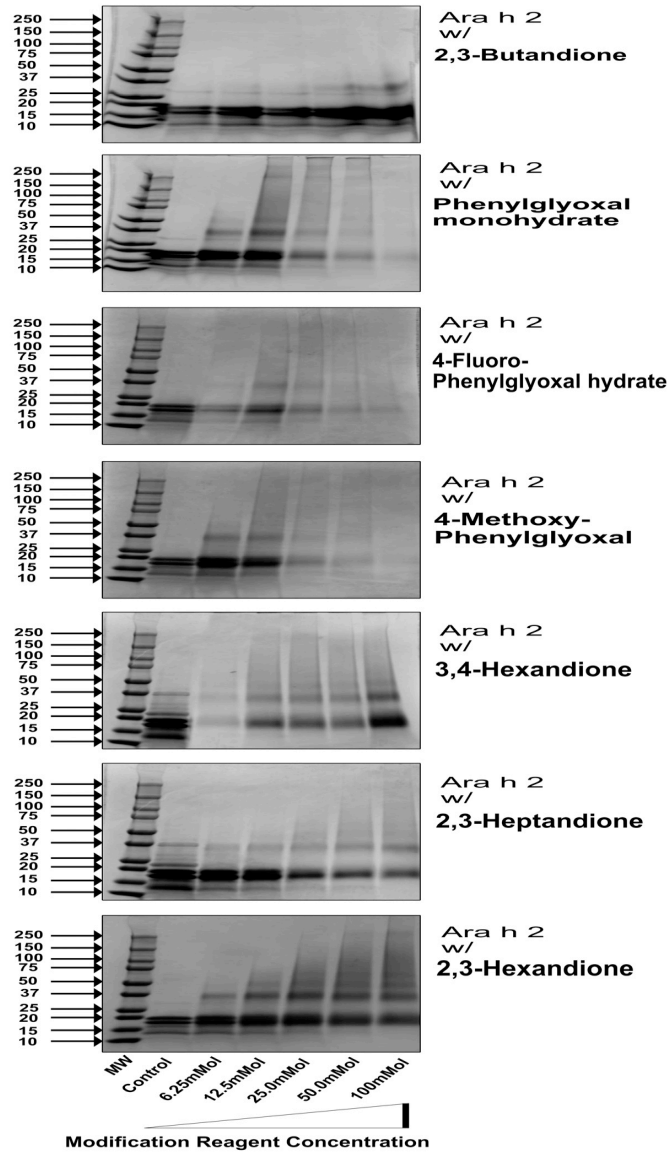 250
150
100
75
50
37
25
20
15
10
Ara h 2
w/
2,3-Butandione
250
150
100
75
50
37
25
20
15
10
Ara h 2
w/
Phenylglyoxal
monohydrate
250
150
100
75
50
37
25
20
15
10
Ara h 2
w/
4-Fluoro-
Phenylglyoxal hydrate
250
150
100
75
50
37
25
20
15
10
Ara h 2
w/
4-Methoxy-
Phenylglyoxal
250
150
100
75
50
37
25
20
15
10
Ara h 2
w/
3,4-Hexandione
250
150
100
75
50
37
25
20
15
10
Ara h 2
w/
2,3-Heptandione
250
150
100
75
50
37
25
20
15
10
Ara h 2
w/
2,3-Hexandione
MW
Control
6.25mMol
12.5mMol
25.0mMol
50.0mMol
100mMol
Modification Reagent Concentration